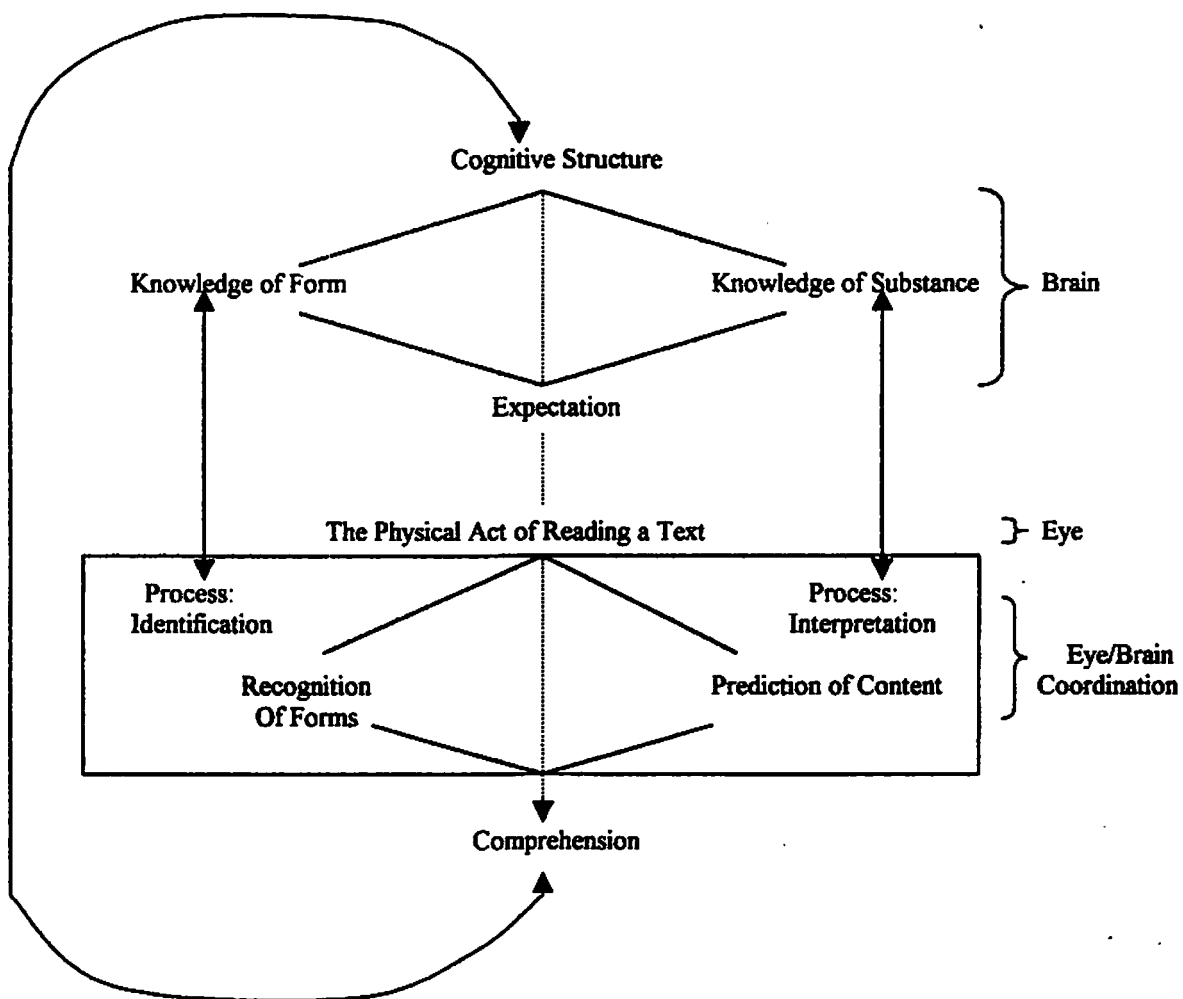 Cognitive Structure
Knowledge of Form
Knowledge of Substance
Brain
Expectation
The Physical Act of Reading a Text
Eye
Process:
Identification
Process:
Interpretation
Eye/Brain
Coordination
Recognition
Of Forms
Prediction of Content
Comprehension